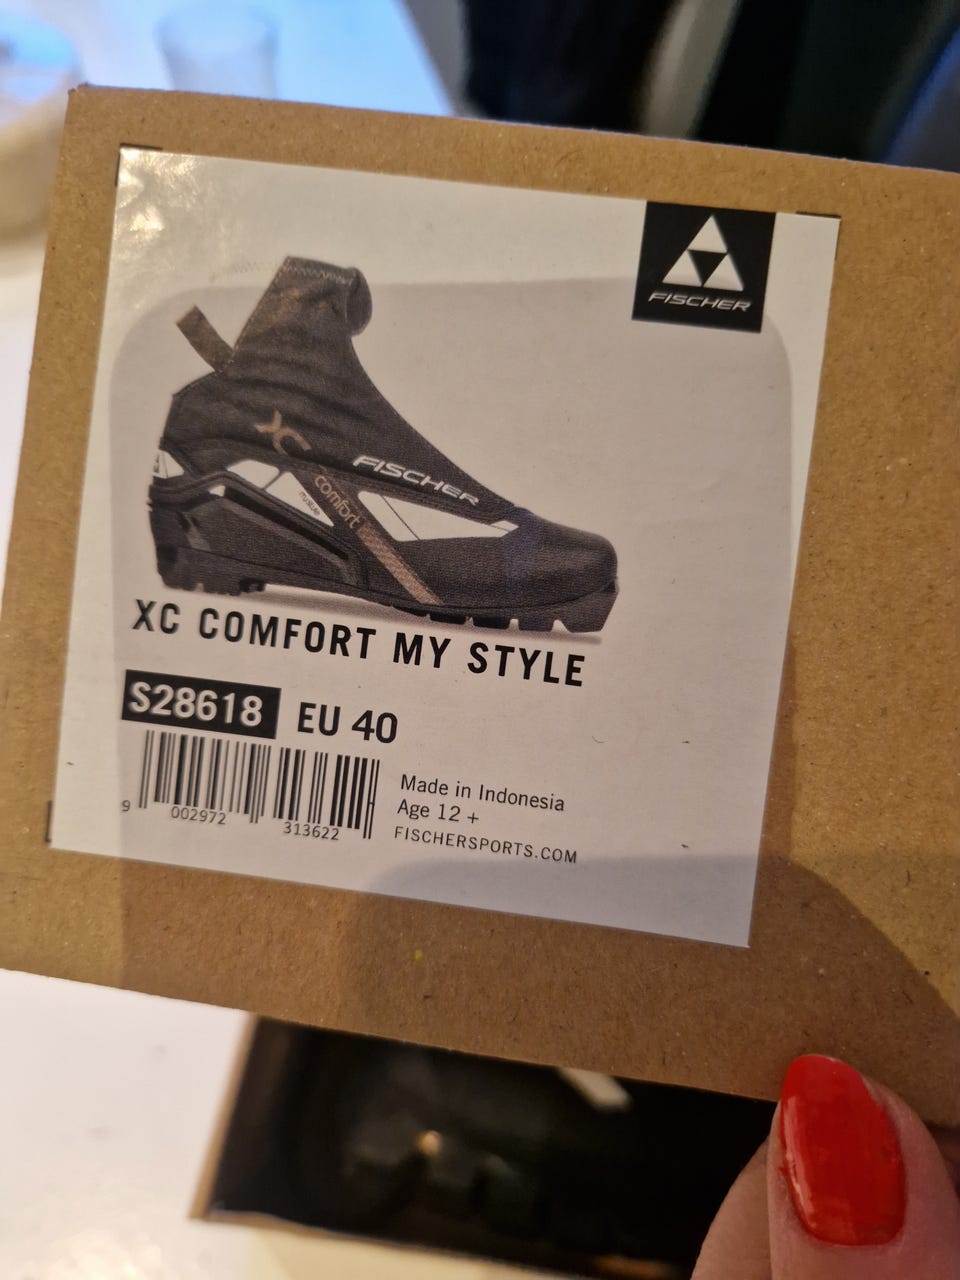 FISCHER
XC
FISCHER
comfort
XC COMFORT MY STYLE
S28618 EU 40
9 002972 313622
Made in Indonesia
Age 12 +
FISCHERSPORTS.COM